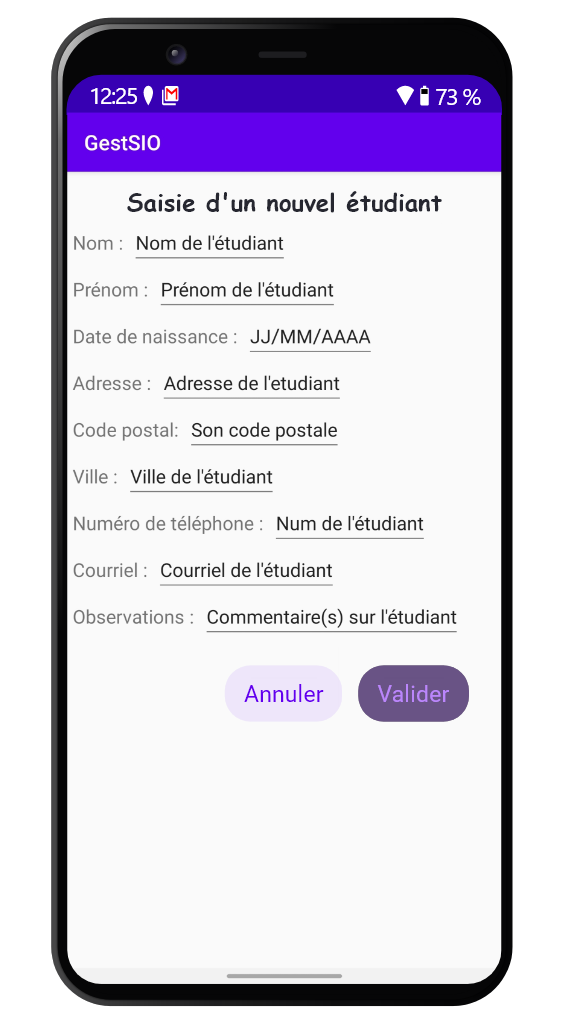 12:25 73 %
GestSIO
Saisie d'un nouvel étudiant
Nom : Nom de l'étudiant
Prénom : Prénom de l'étudiant
Date de naissance : JJ/MM/AAAA
Adresse : Adresse de l'etudiant
Code postal: Son code postale
Ville : Ville de l'étudiant
Numéro de téléphone : Num de l'étudiant
Courriel : Courriel de l'étudiant
Observations : Commentaire(s) sur l'étudiant
Annuler Valider